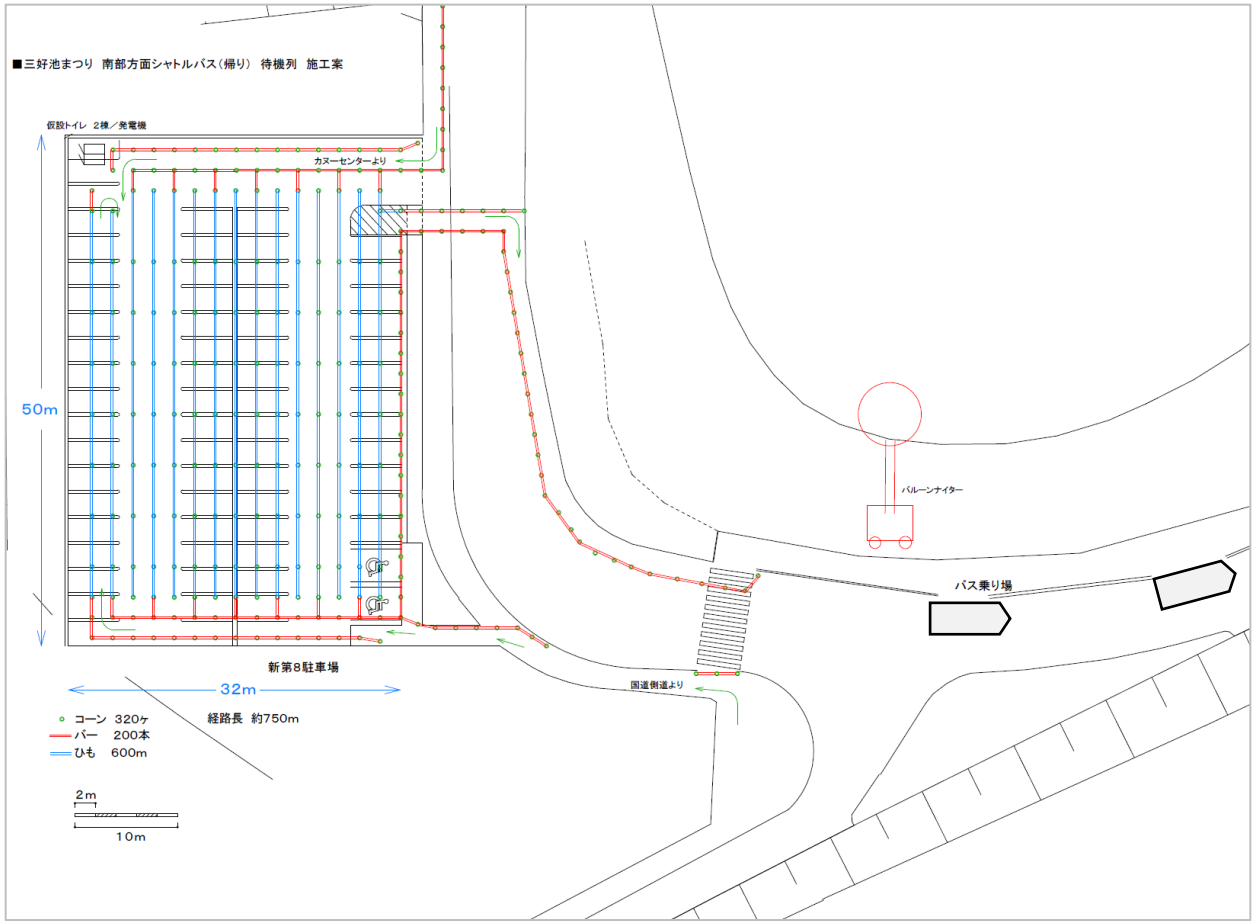 ■三好池まつり 南部方面シャトルバス(帰り) 待機列 施工案
仮設トイレ 2棟/発電機
カヌーセンターより
50m
バルーンナイター
バス乗り場
新第8駐車場
国道側道より
32m
経路長 約750m
コーン 320ヶ
バー 200本
ひも 600m
2m
10m